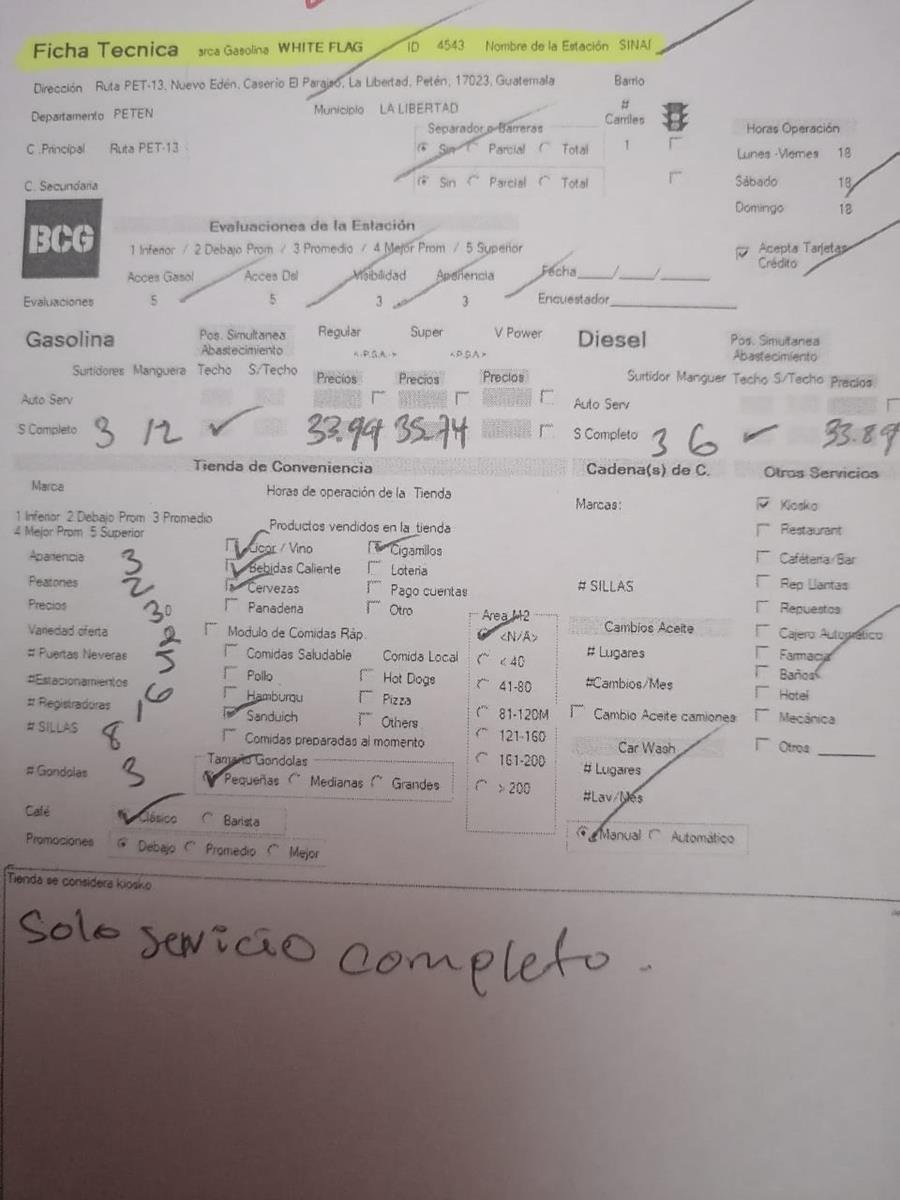 Ficha Tecnica arca Gasolina WHITE FLAG ID 4543 Nombre de la Estación SINAI
Dirección Ruta PET-13, Nuevo Edén, Caserío El Paraiso, La Libertad, Petén, 17023, Guatemala Barrio
Departamento PETEN Municipio LA LIBERTAD # Carriles
Separador o Barreras Horas Operación
C .Principal Ruta PET-13 Sin Parcial Total 1 Lunes -Viernes 18
C. Secundaria Sin Parcial Total Sábado 18
Domingo 18
BCG
Evaluaciones de la Estación
1 Inferior / 2 Debajo Prom / 3 Promedio / 4 Mejor Prom / 5 Superior Acepta Tarjetas Crédito
Acces Gasol Acces Dsl Visibilidad Apariencia Fecha___/___/____
Evaluaciones 5 5 3 3 Encuestador
Gasolina Pos. Simultanea Abastecimiento Regular Super V Power Diesel Pos. Simultanea Abastecimiento
<.P.S.A.> <.P.S.A>
Surtidores Manguera Techo S/Techo Precios Precios Precios Surtidor Manguer Techo S/Techo Precios
Auto Serv Auto Serv
S Completo 3 12 33.94 35.74 S Completo 3 6 33.89
Tienda de Conveniencia Cadena(s) de C. Otros Servicios
Marca Horas de operación de la Tienda Marcas: Kiosko
1 Inferior 2 Debajo Prom 3 Promedio
4 Mejor Prom 5 Superior
Productos vendidos en la tienda Restaurant
Apariencia 3 Licor / Vino Cigarrillos Caféteria/Bar
Peatones 2 Bebidas Caliente Loteria # SILLAS Rep Llantas
Precios 3 Cervezas Pago cuentas Repuestos
Panaderia Otro Area M2
Variedad oferta 2 Modulo de Comidas Ráp. <N/A> Cambios Aceite Cajero Automático
# Puertas Neveras 5 Comidas Saludable Comida Local < 40 # Lugares Farmacia
#Estacionamientos 6 Pollo Hot Dogs 41-80 #Cambios/Mes Baños
# Registradoras 1 Hamburgu Pizza Hotel
# SILLAS 8 Sanduich Others 81-120M Cambio Aceite camiones Mecánica
Comidas preparadas al momento 121-160 Car Wash Otros
Tamaño Gondolas 161-200 # Lugares
# Gondolas 3 Pequeñas Medianas Grandes > 200 #Lav/Mes
Café Clásico Barista Manual Automático
Promociones Debajo Promedio Mejor
Tienda se considera kiosko
Solo servicio completo.